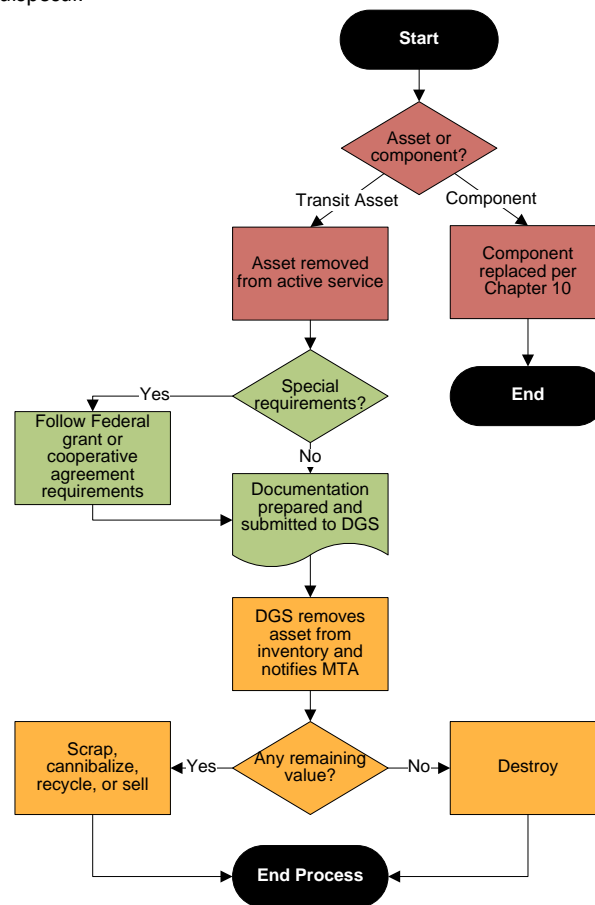 disposal.
Start
Asset or
component?
Transit Asset
Component
Asset removed
from active service
Component
replaced per
Chapter 10
End
Special
requirements?
Yes
No
Follow Federal
grant or
cooperative
agreement
requirements
Documentation
prepared and
submitted to DGS
DGS removes
asset from
inventory and
notifies MTA
Any remaining
value?
Yes
No
Scrap,
cannibalize,
recycle, or sell
Destroy
End Process